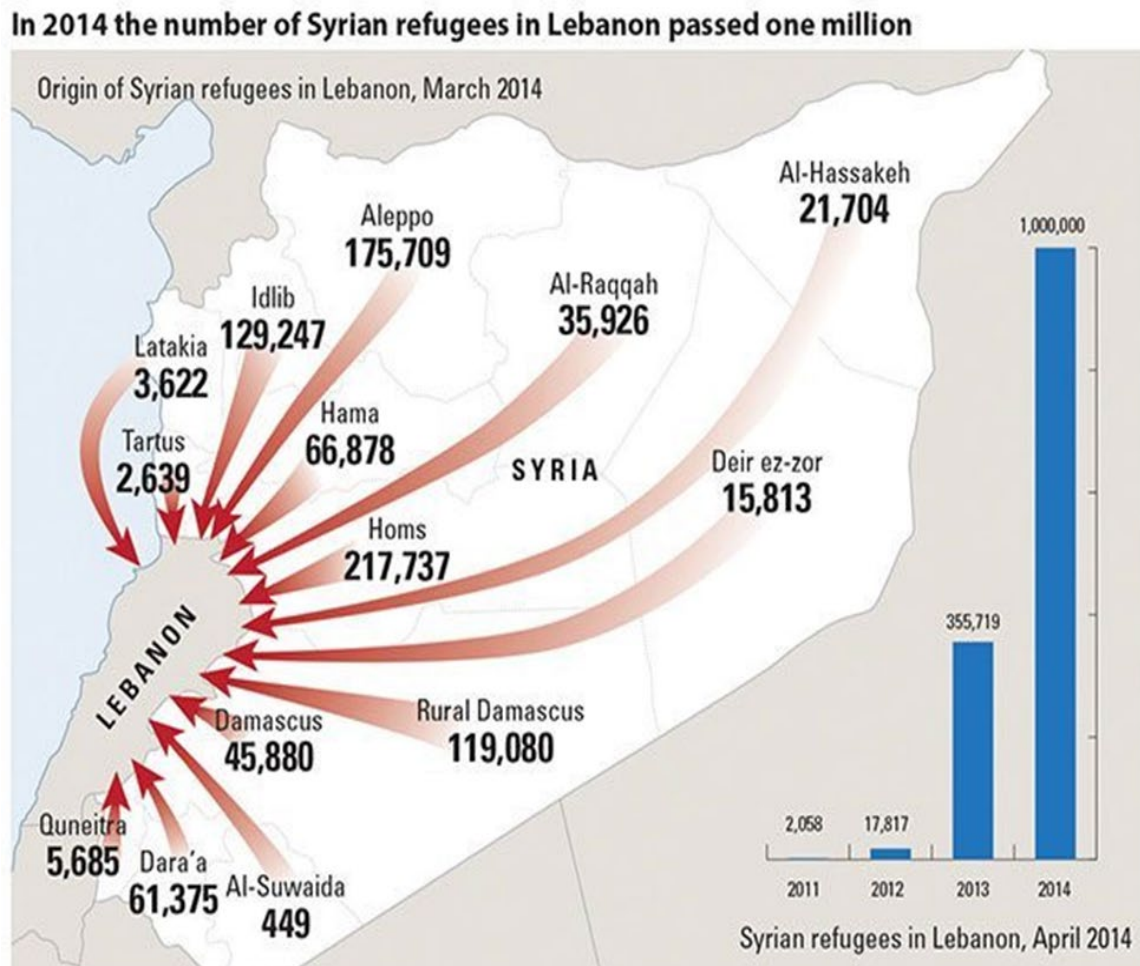 In 2014 the number of Syrian refugees in Lebanon passed one million
Origin of Syrian refugees in Lebanon, March 2014
Al-Hassakeh
21,704
Aleppo
175,709
Al-Raqqah
35,926
Idlib
129,247
Latakia
3,622
Hama
66,878
Tartus
2,639
SYRIA
Deir ez-zor
15,813
Homs
217,737
LEBANON
Rural Damascus
119,080
Damascus
45,880
Quneitra
5,685
Dara'a
61,375
Al-Suwaida
449
1,000,000
355,719
2,058
17,817
2011
2012
2013
2014
Syrian refugees in Lebanon, April 2014